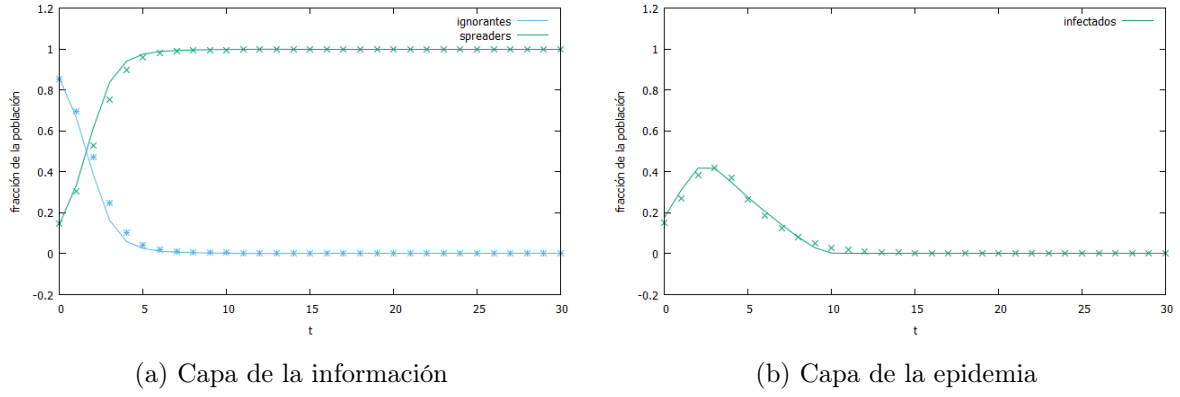 ignorantes
spreaders
fracción de la población
1.2
1
0.8
0.6
0.4
0.2
0
-0.2
0 5 10 15 20 25 30
t
(a) Capa de la información
infectados
fracción de la población
1.2
1
0.8
0.6
0.4
0.2
0
-0.2
0 5 10 15 20 25 30
t
(b) Capa de la epidemia